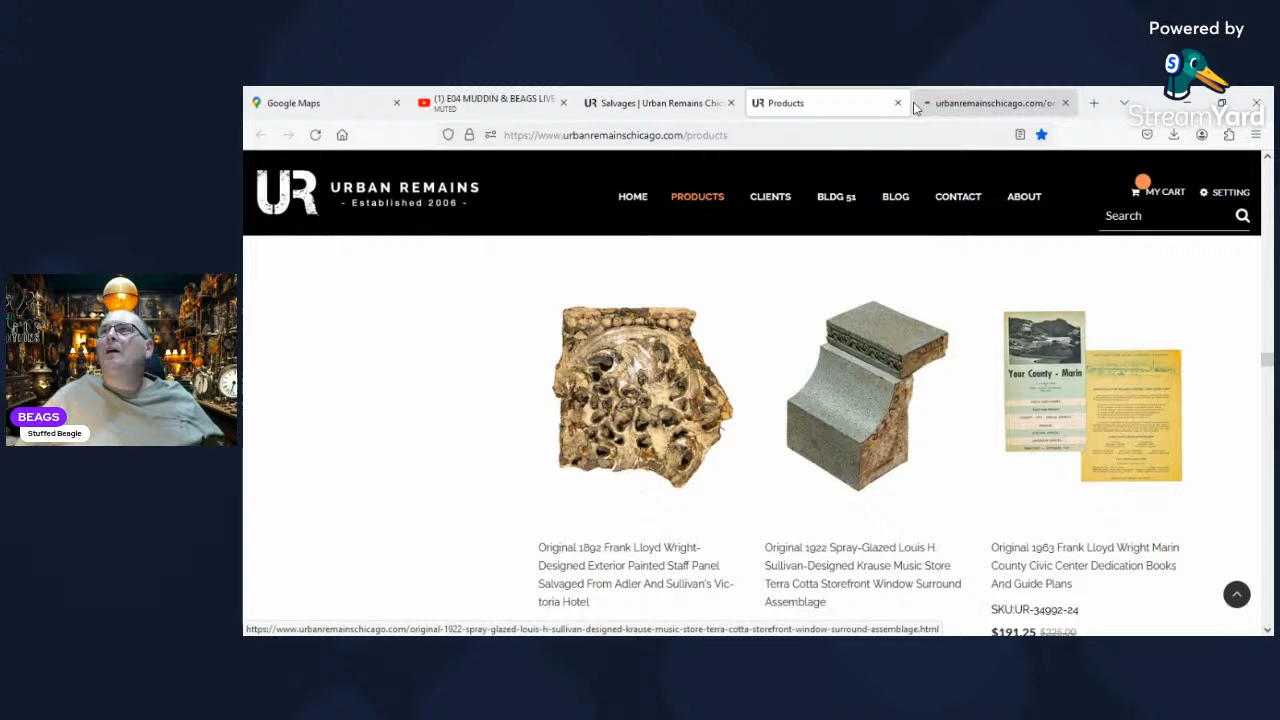 Powered by
S
StreamYard
Google Maps
(1) E04 MUDDIN & BEAGS LIVE
MUTED
UR Salvages | Urban Remains Chic
UR Products
urbanremainschicago.com/o
https://www.urbanremainschicago.com/products
UR URBAN REMAINS
- Established 2006 -
HOME
PRODUCTS
CLIENTS
BLDG 51
BLOG
CONTACT
ABOUT
MY CART
SETTING
Search
BEAGS
Stuffed Beagle
Your County - Marin
Original 1892 Frank Lloyd Wright-
Designed Exterior Painted Staff Panel
Salvaged From Adler And Sullivan's Vic-
toria Hotel
Original 1922 Spray-Glazed Louis H.
Sullivan-Designed Krause Music Store
Terra Cotta Storefront Window Surround
Assemblage
Original 1963 Frank Lloyd Wright Marin
County Civic Center Dedication Books
And Guide Plans
SKU:UR-34992-24
$191.25 $225.00
https://www.urbanremainschicago.com/original-1922-spray-glazed-louis-h-sullivan-designed-krause-music-store-terra-cotta-storefront-window-surround-assemblage.html